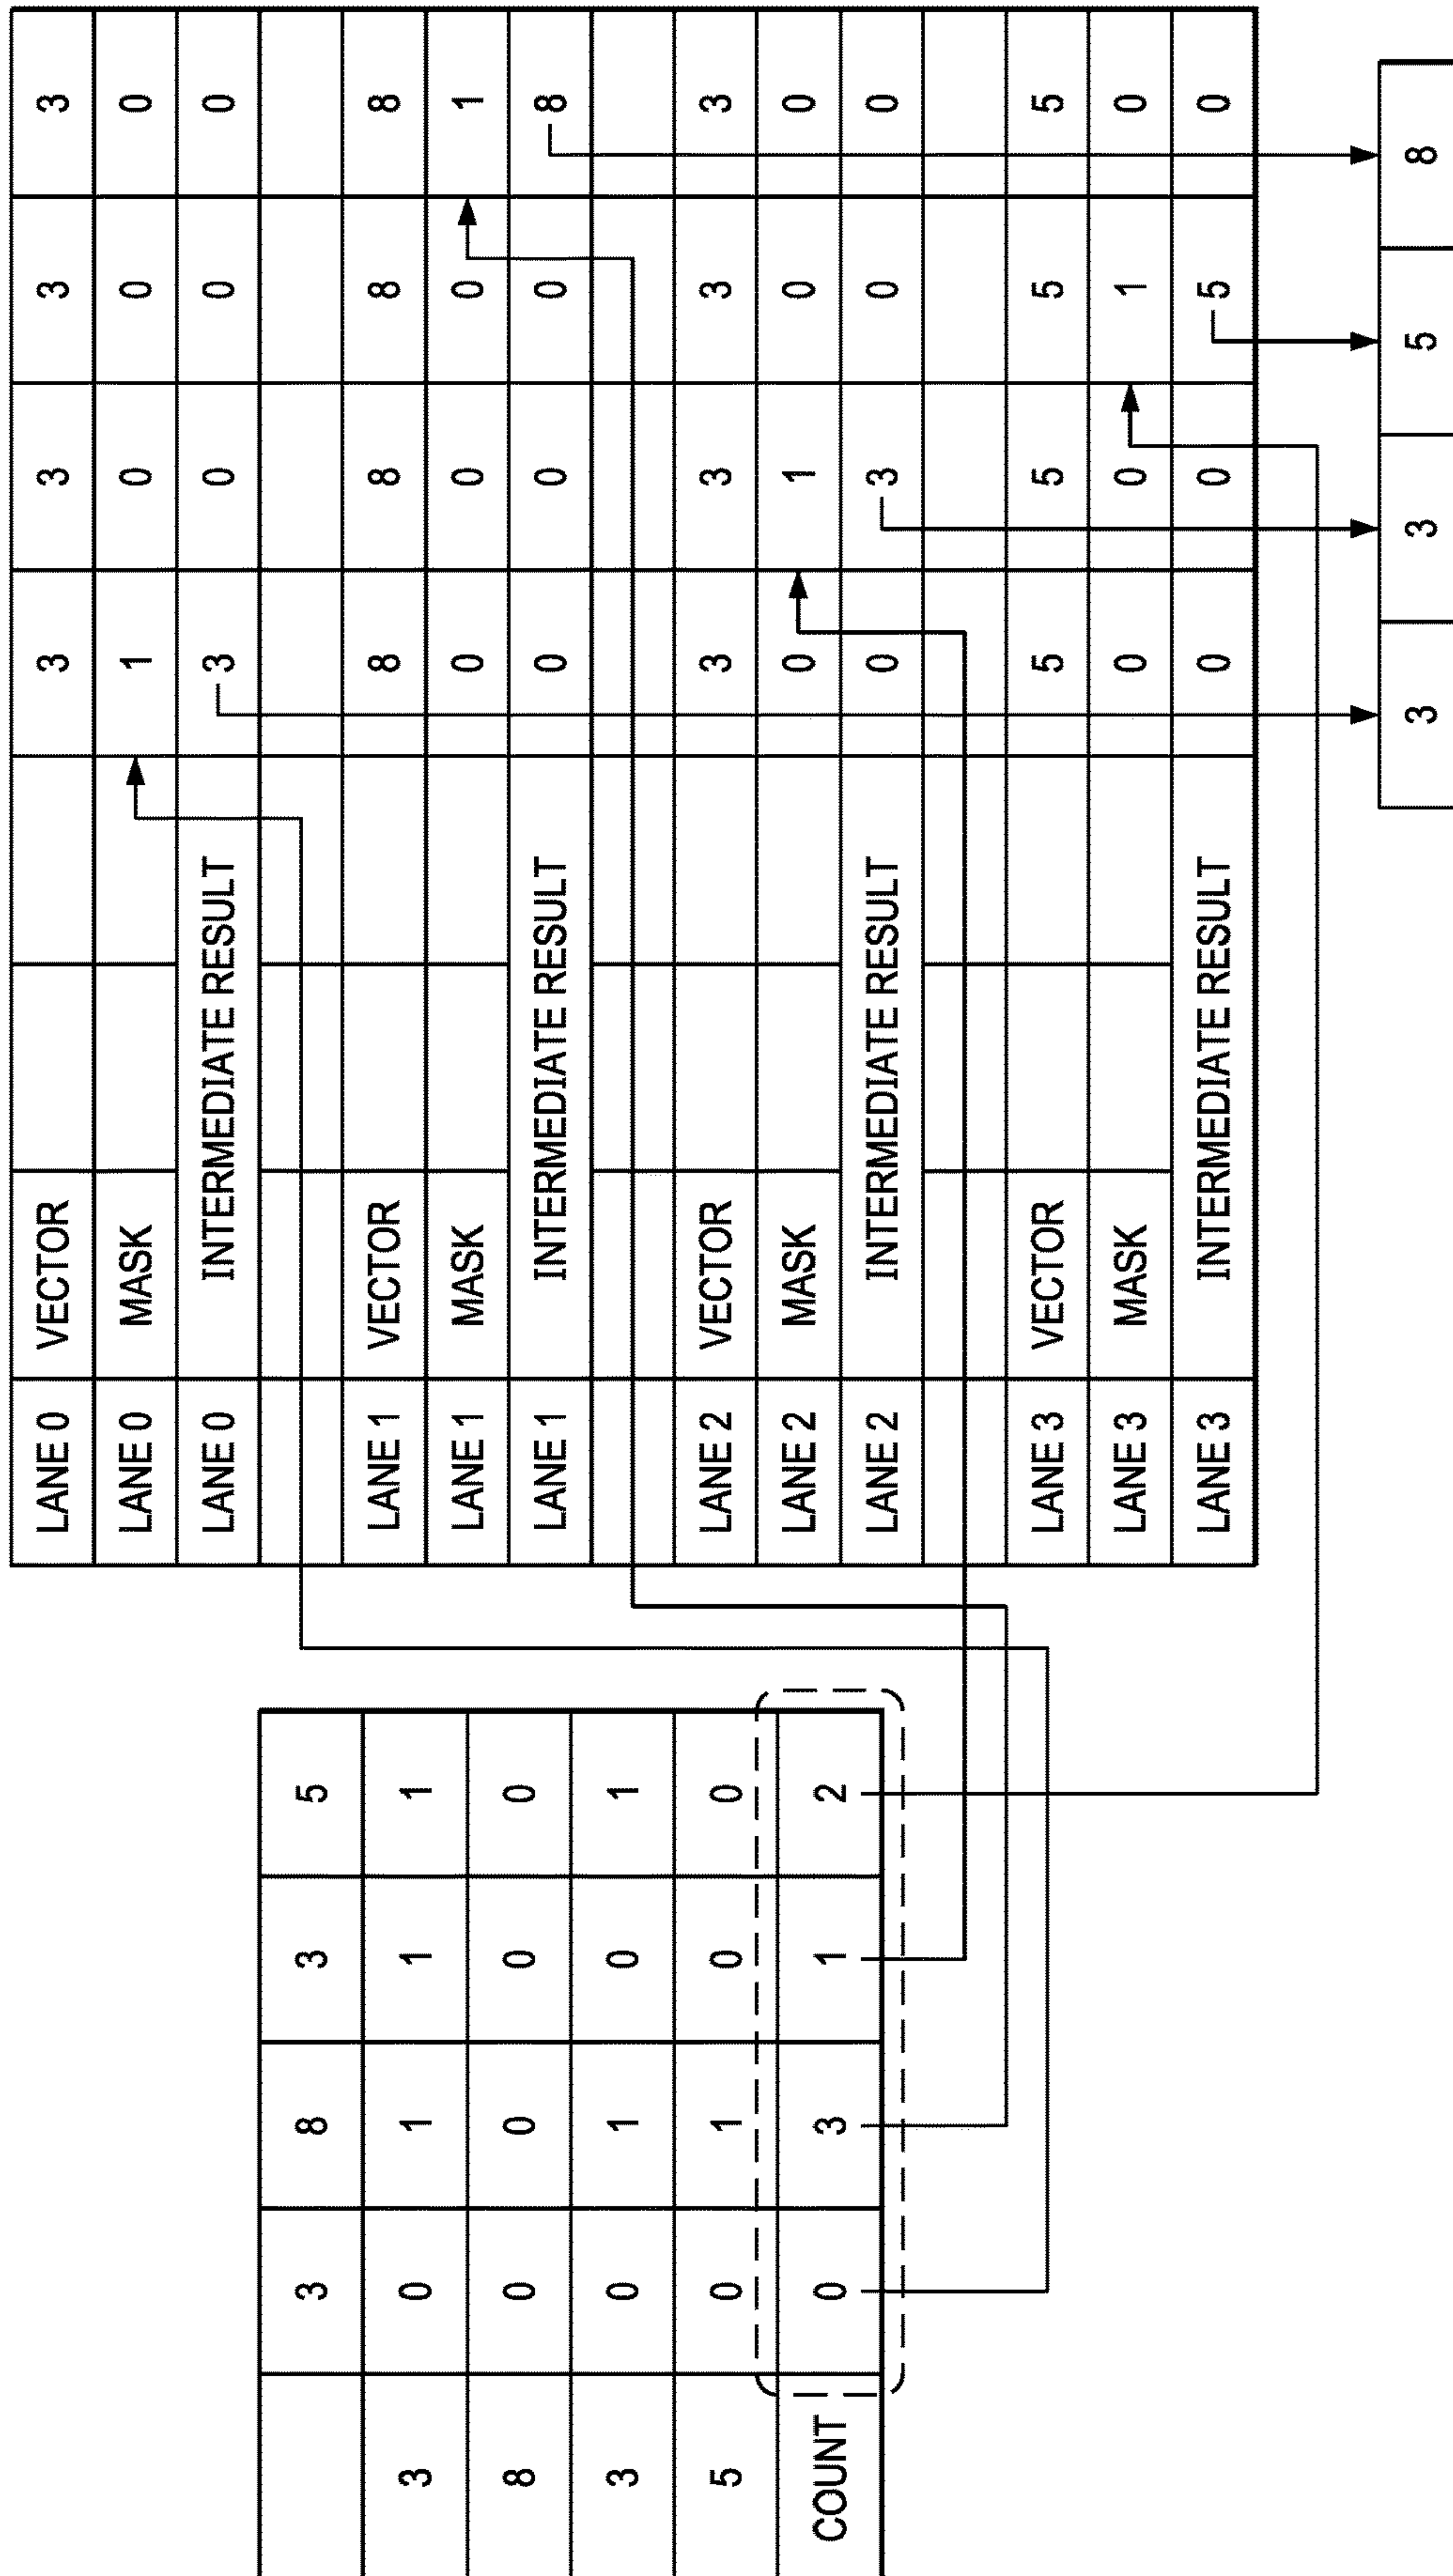 3 8 3 5
3 0 1 1 1
8 0 0 0 0
3 0 1 0 1
5 0 1 0 0
COUNT 0 3 1 2
LANE 0 VECTOR 3 3 3 3
LANE 0 MASK 1 0 0 0
LANE 0 INTERMEDIATE RESULT 3 0 0 0
LANE 1 VECTOR 8 8 8 8
LANE 1 MASK 0 0 0 1
LANE 1 INTERMEDIATE RESULT 0 0 0 8
LANE 2 VECTOR 3 3 3 3
LANE 2 MASK 0 1 0 0
LANE 2 INTERMEDIATE RESULT 0 3 0 0
LANE 3 VECTOR 5 5 5 5
LANE 3 MASK 0 0 1 0
LANE 3 INTERMEDIATE RESULT 0 0 5 0
3 3 5 8